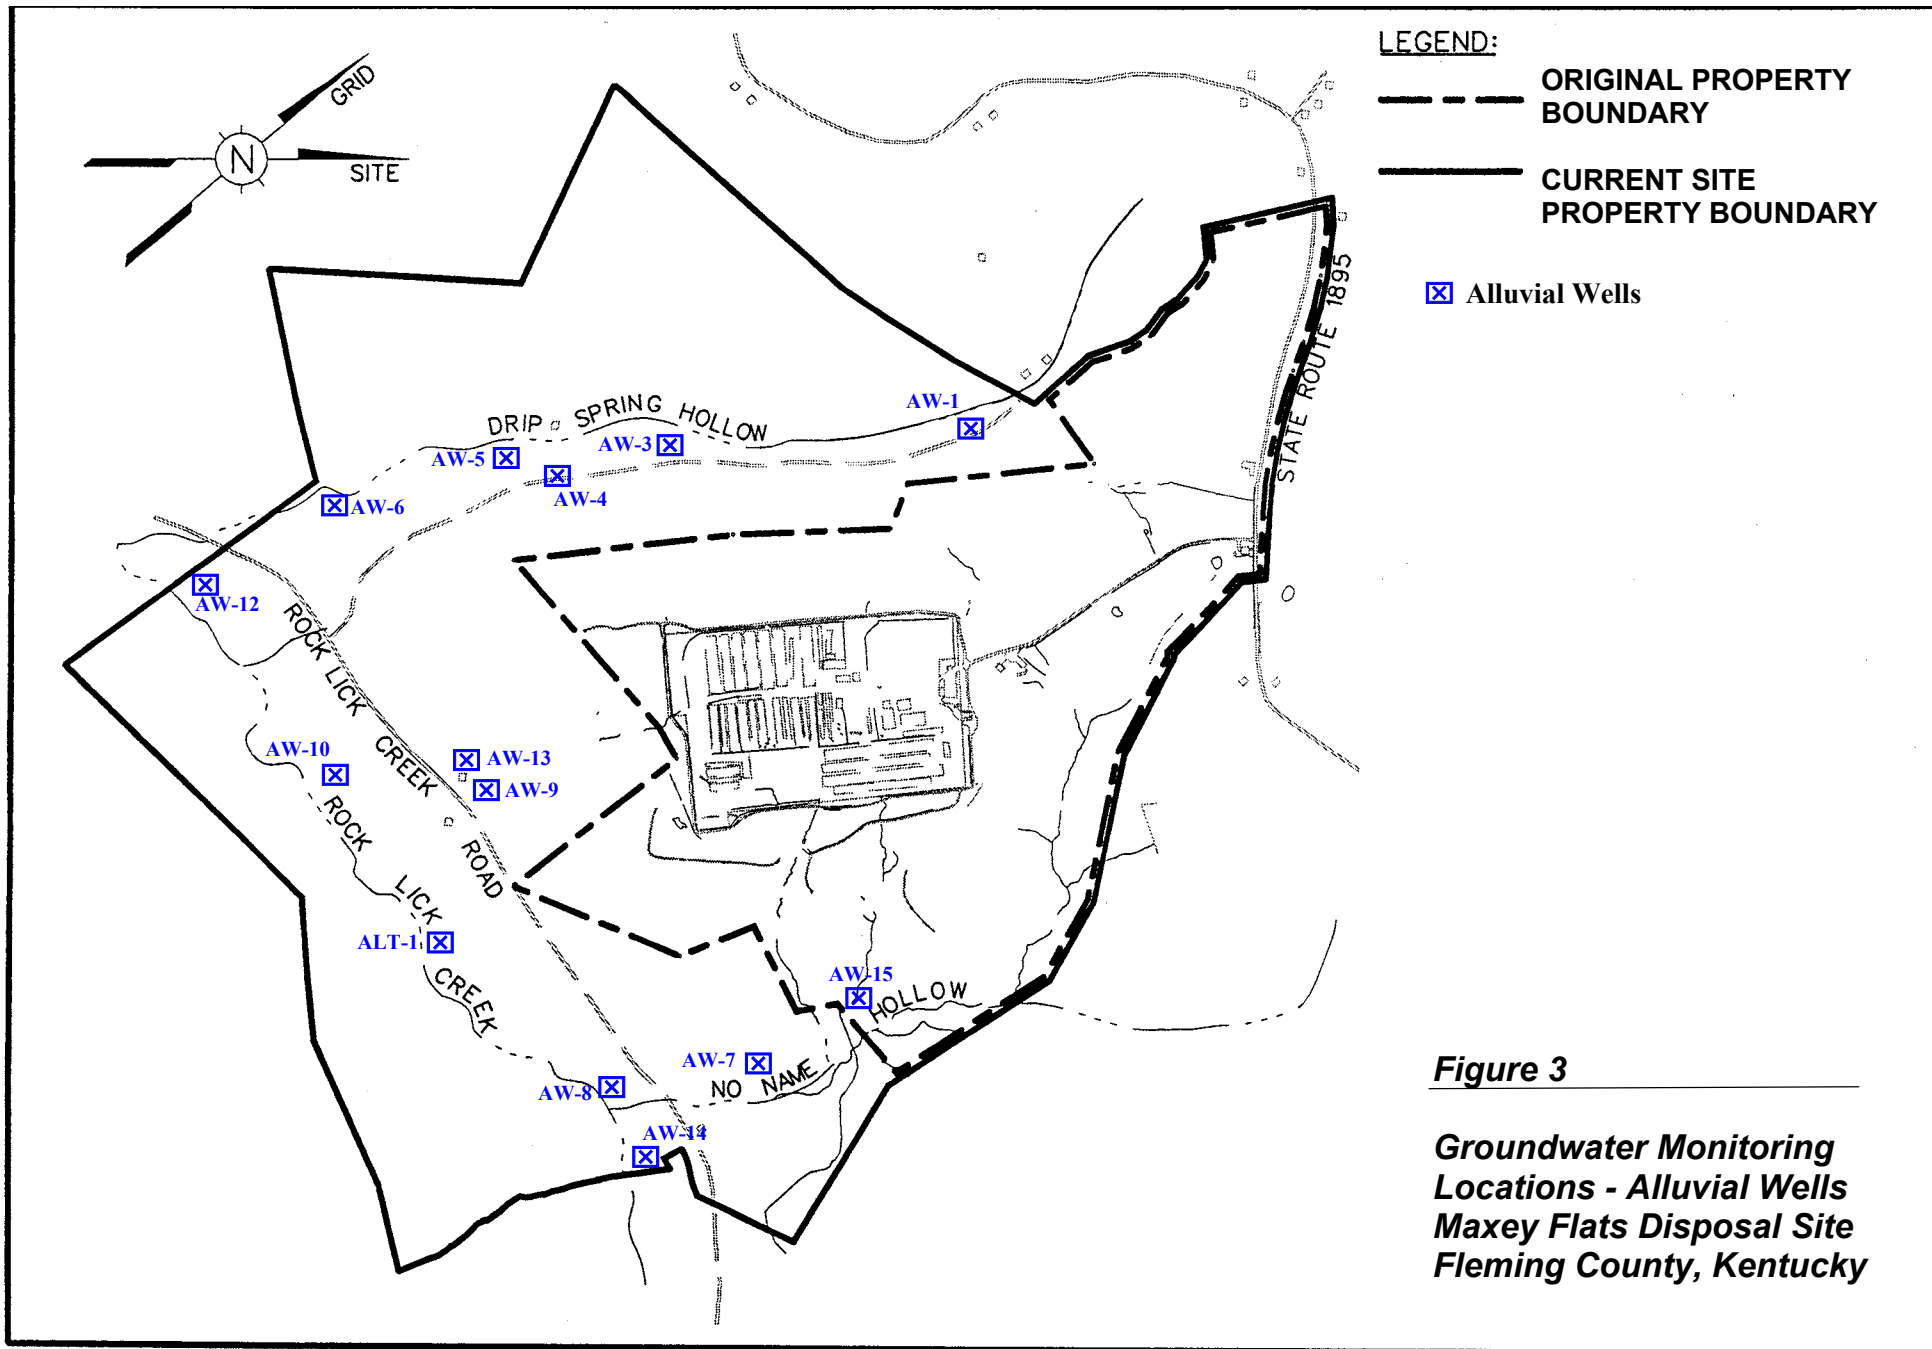 GRID
N
SITE
LEGEND:
ORIGINAL PROPERTY
BOUNDARY
CURRENT SITE
PROPERTY BOUNDARY
Alluvial Wells
STATE ROUTE 1895
DRIP SPRING HOLLOW
AW-1
AW-3
AW-5
AW-4
AW-6
AW-12
ROCK LICK CREEK ROAD
AW-10
AW-13
AW-9
ROCK LICK CREEK
ALT-1
AW-15
HOLLOW
AW-7
NO NAME
AW-8
AW-14
Figure 3
Groundwater Monitoring
Locations - Alluvial Wells
Maxey Flats Disposal Site
Fleming County, Kentucky